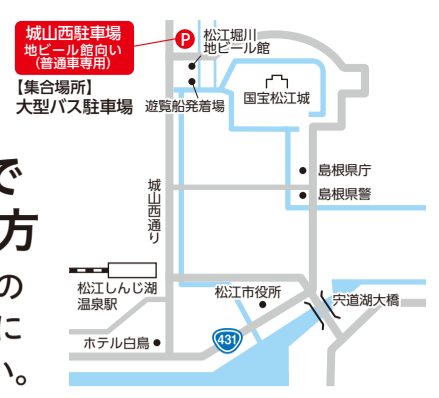 城山西駐車場
地ビール館向い
(普通車専用)
P
松江堀川
地ビール館
【集合場所】
大型バス駐車場
遊覧船発着場
国宝松江城
島根県庁
島根県警
城山西通り
で
方
の
に
い。
松江しんじ湖
温泉駅
松江市役所
宍道湖大橋
431
ホテル白鳥